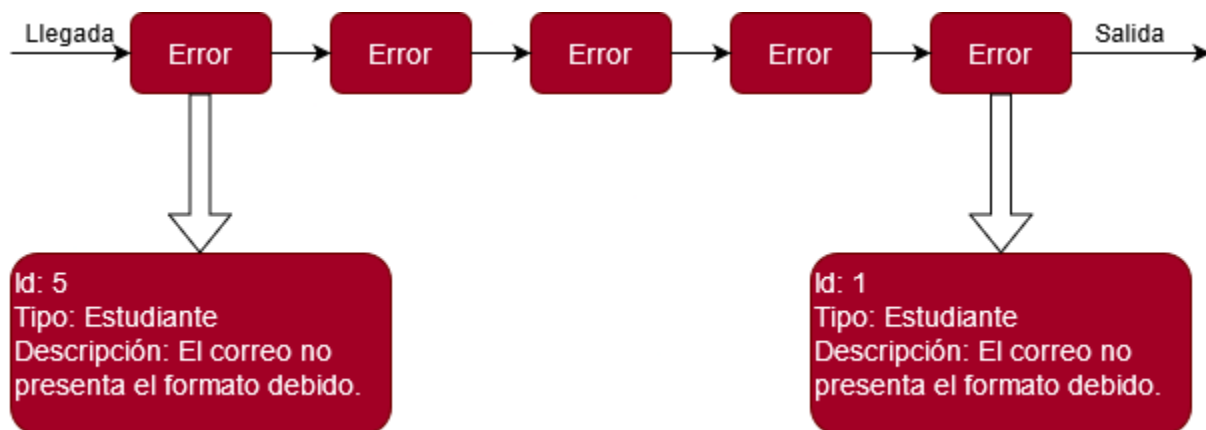 Llegada
Error
Error
Error
Error
Error
Salida
Id: 5
Tipo: Estudiante
Descripción: El correo no
presenta el formato debido.
Id: 1
Tipo: Estudiante
Descripción: El correo no
presenta el formato debido.